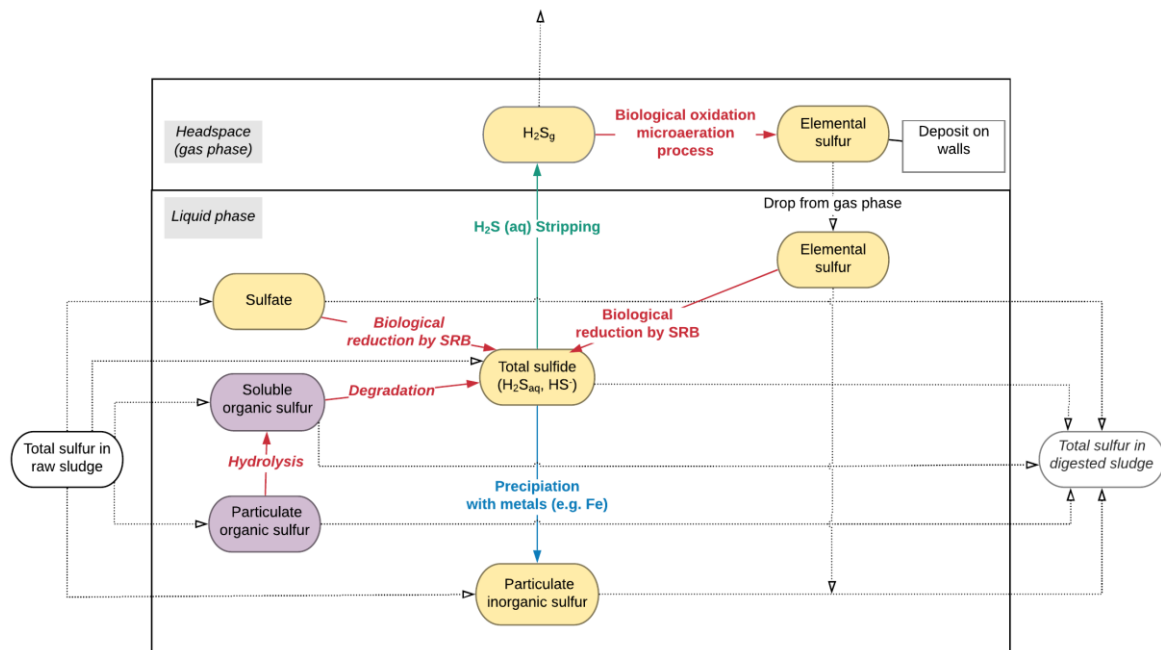 Headspace
(gas phase)
H₂Sg
Biological oxidation
microaeration
process
Elemental
sulfur
Deposit on
walls
Liquid phase
Drop from gas phase
H₂S (aq) Stripping
Elemental
sulfur
Sulfate
Biological
reduction by SRB
Biological
reduction by SRB
Total sulfide
(H₂Saq, HS⁻)
Soluble
organic sulfur
Degradation
Total sulfur in
raw sludge
Hydrolysis
Total sulfur in
digested sludge
Particulate
organic sulfur
Precipiation
with metals (e.g. Fe)
Particulate
inorganic sulfur